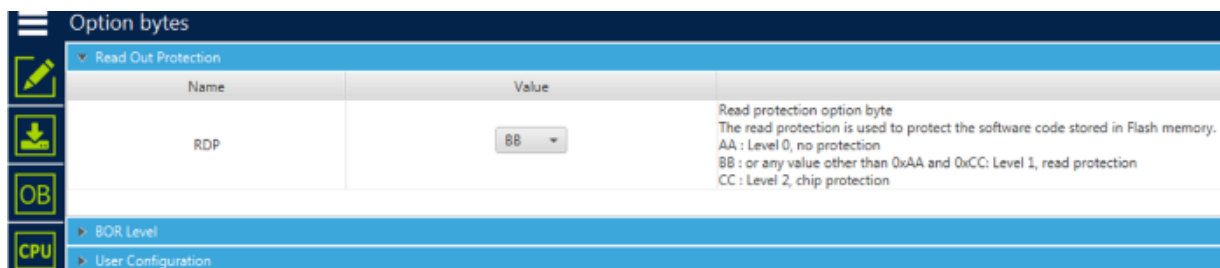 Option bytes
Read Out Protection
Name Value
Read protection option byte
The read protection is used to protect the software code stored in Flash memory.
RDP BB AA : Level 0, no protection
BB : or any value other than 0xAA and 0xCC: Level 1, read protection
CC : Level 2, chip protection
OB
BOR Level
CPU
User Configuration